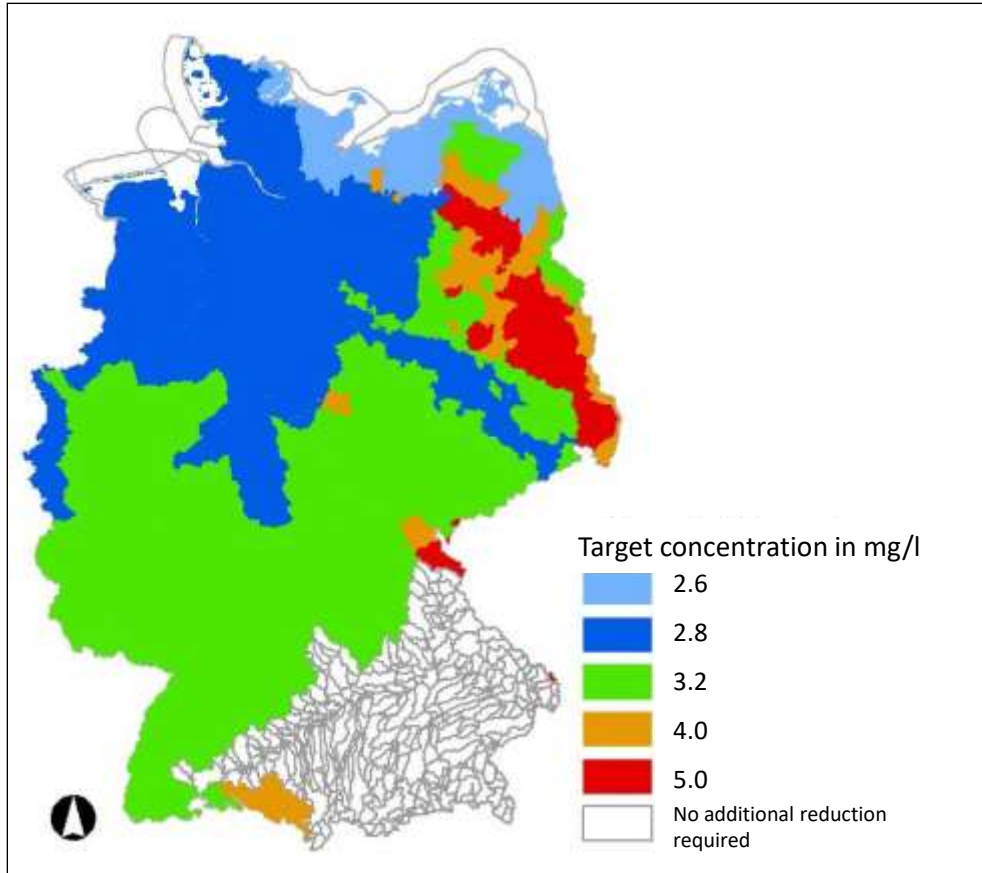 Target concentration in mg/l
2.6
2.8
3.2
4.0
5.0
No additional reduction
required